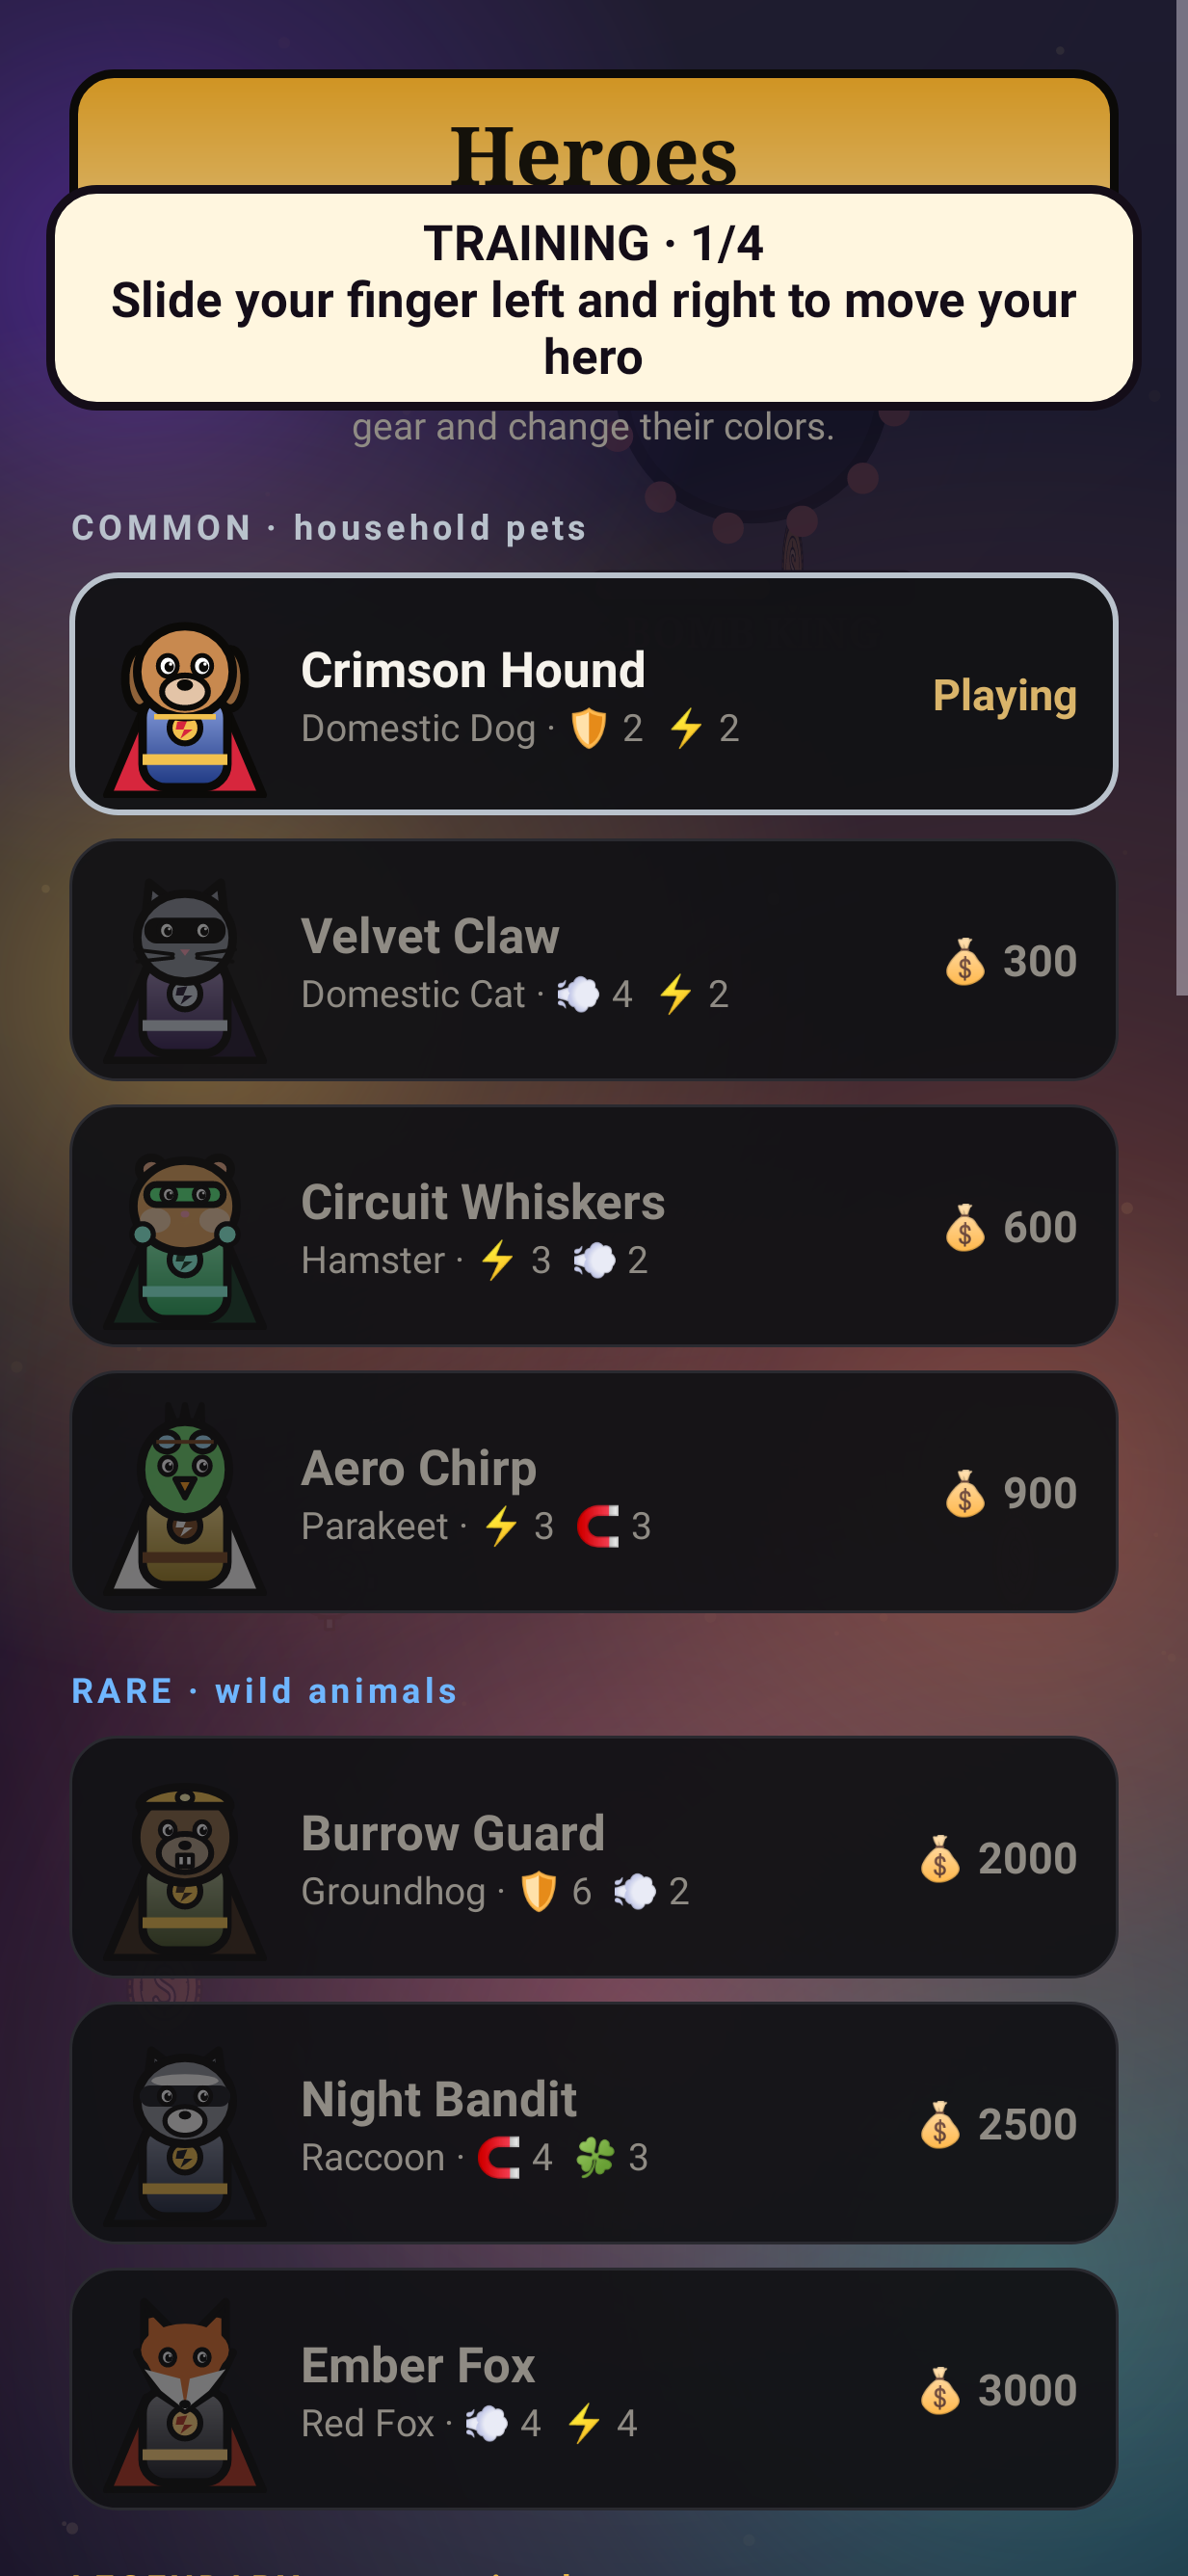 Heroes
TRAINING · 1/4
Slide your finger left and right to move your
hero
gear and change their colors.
COMMON · household pets
Crimson Hound
Domestic Dog · 2 2
Playing
Velvet Claw
Domestic Cat · 4 2
300
Circuit Whiskers
Hamster · 3 2
600
Aero Chirp
Parakeet · 3 3
900
RARE · wild animals
Burrow Guard
Groundhog · 6 2
2000
Night Bandit
Raccoon · 4 3
2500
Ember Fox
Red Fox · 4 4
3000